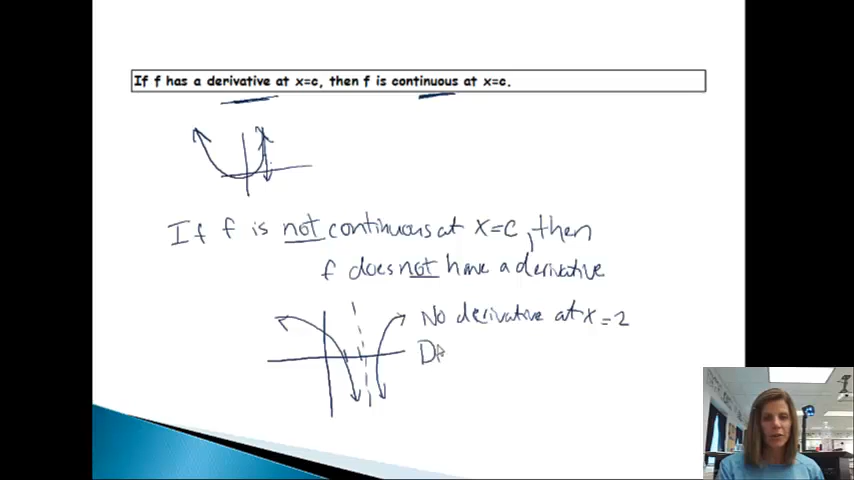 If f has a derivative at x=c, then f is continuous at x=c.
If f is not continuous at x=c, then
f does not have a derivative
No derivative at x=2